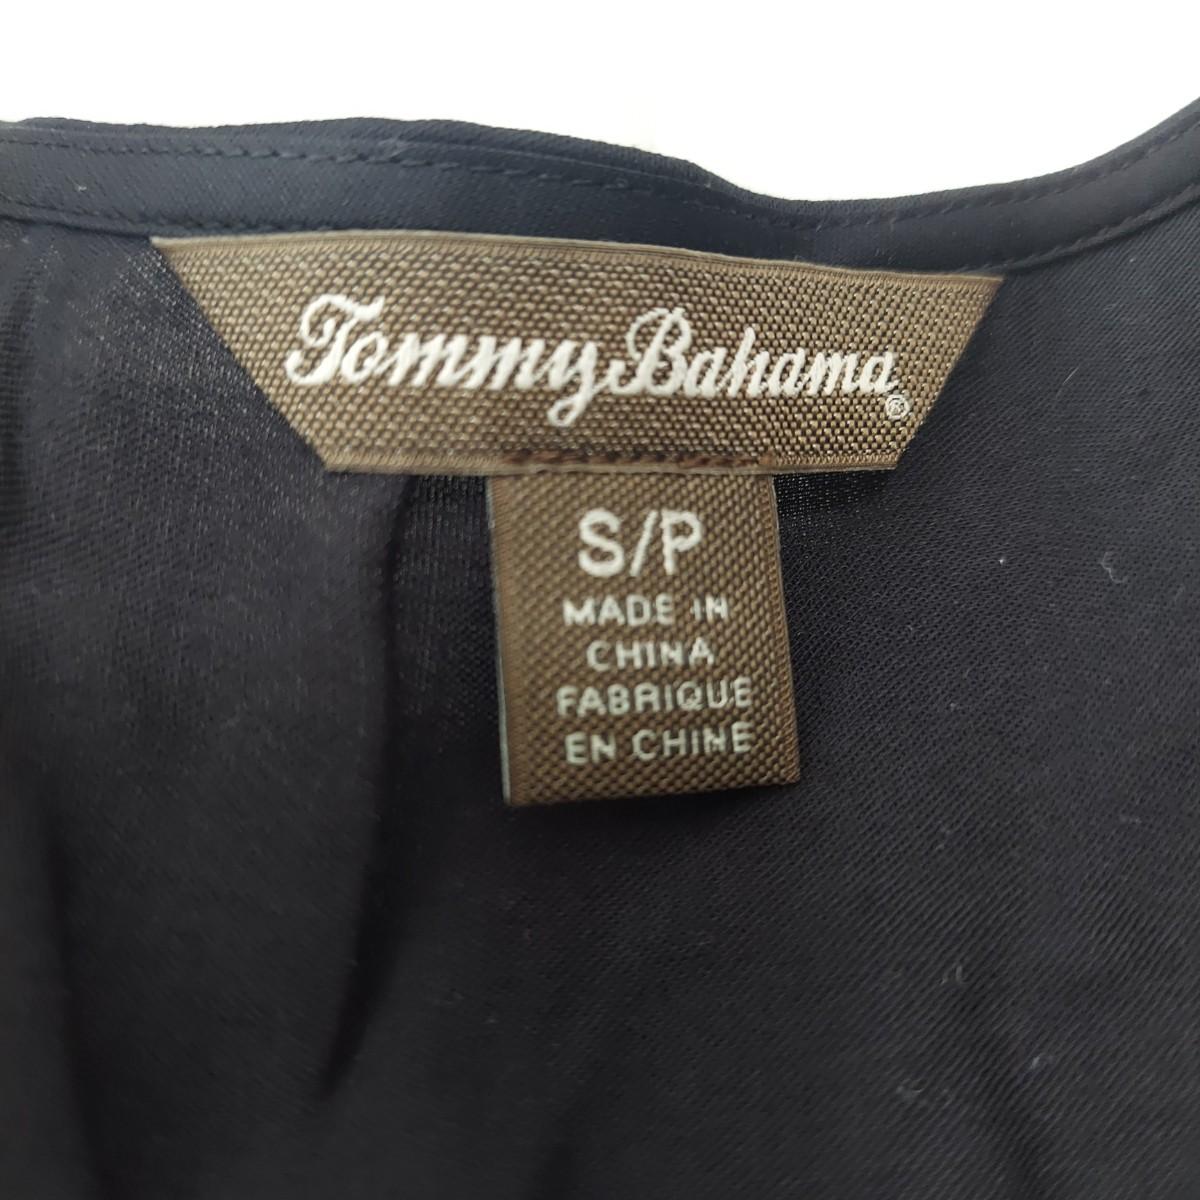 Tommy Bahama®
S/P
MADE IN
CHINA
FABRIQUE
EN CHINE